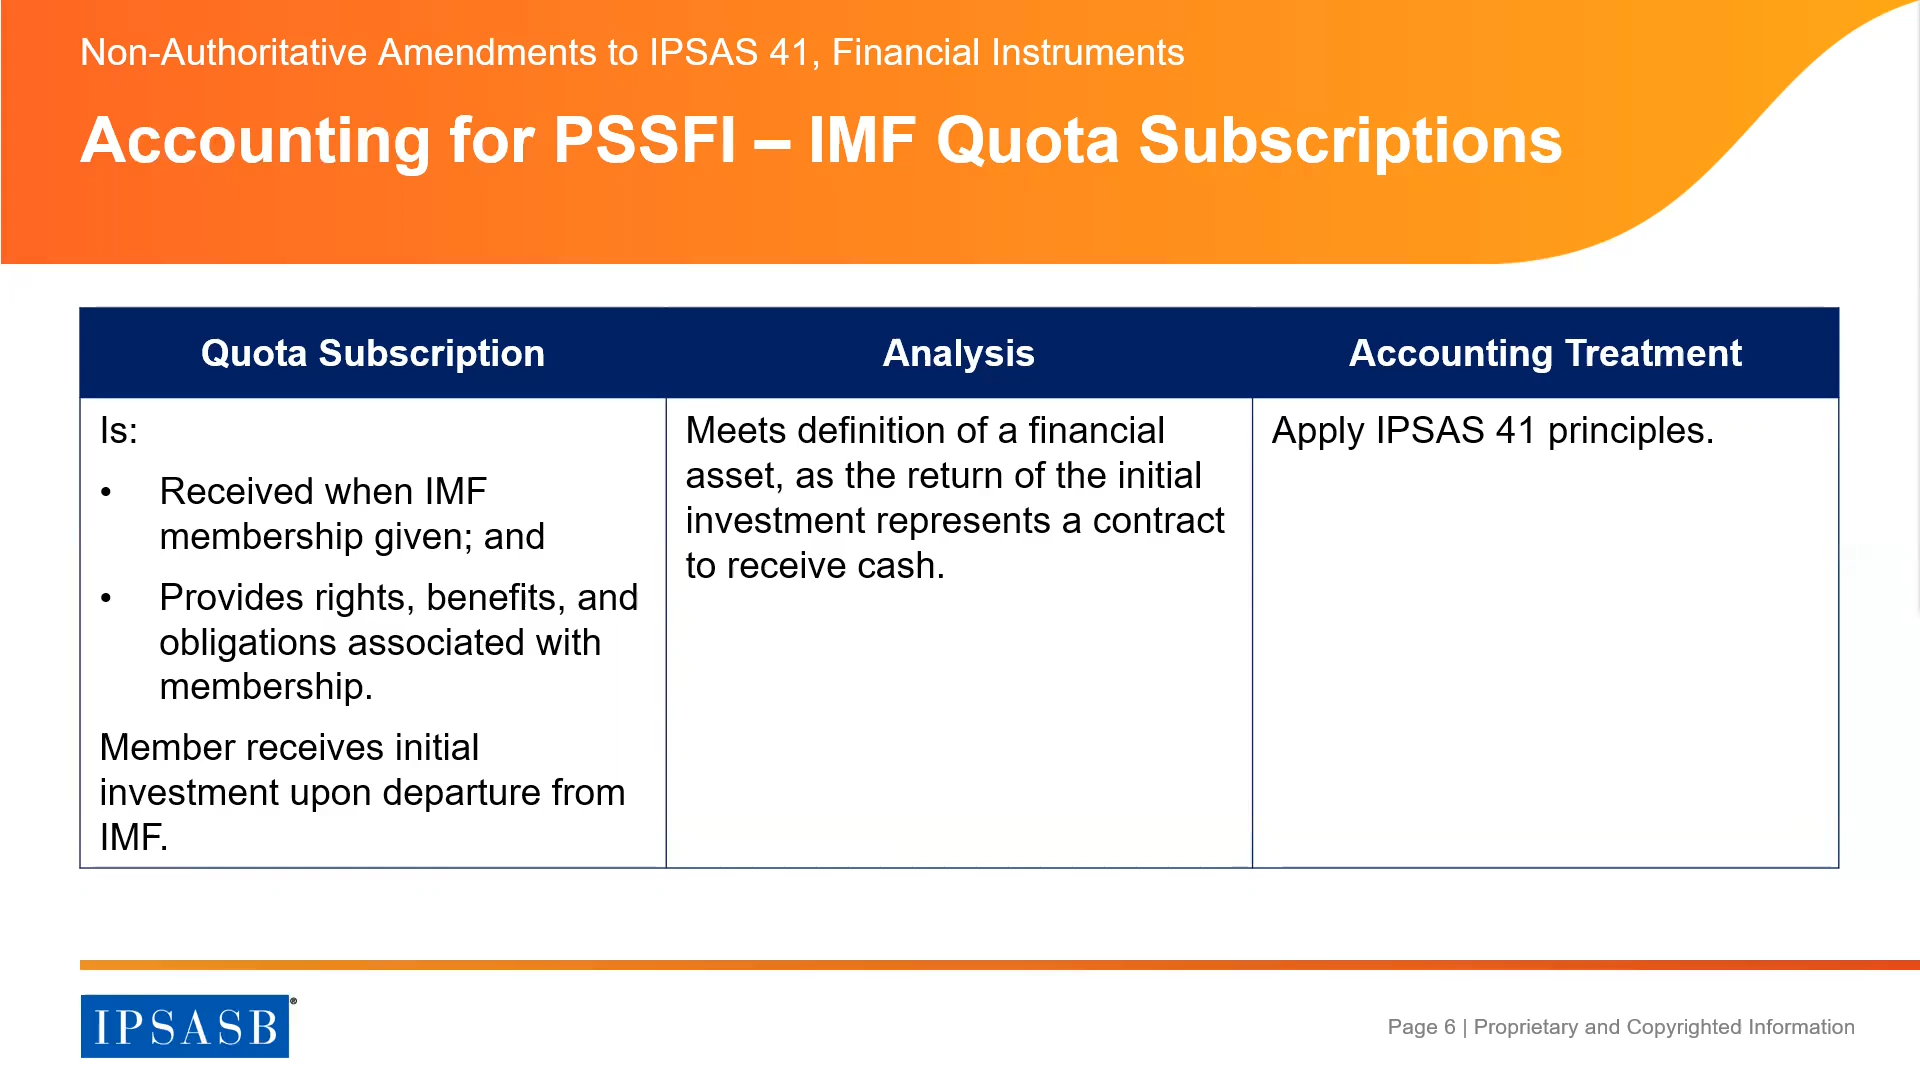 Non-Authoritative Amendments to IPSAS 41, Financial Instruments
Accounting for PSSFI – IMF Quota Subscriptions
Quota Subscription
Analysis
Accounting Treatment
Is:
• Received when IMF
membership given; and
• Provides rights, benefits, and
obligations associated with
membership.
Member receives initial
investment upon departure from
IMF.
Meets definition of a financial
asset, as the return of the initial
investment represents a contract
to receive cash.
Apply IPSAS 41 principles.
IPSASB®
Page 6 | Proprietary and Copyrighted Information